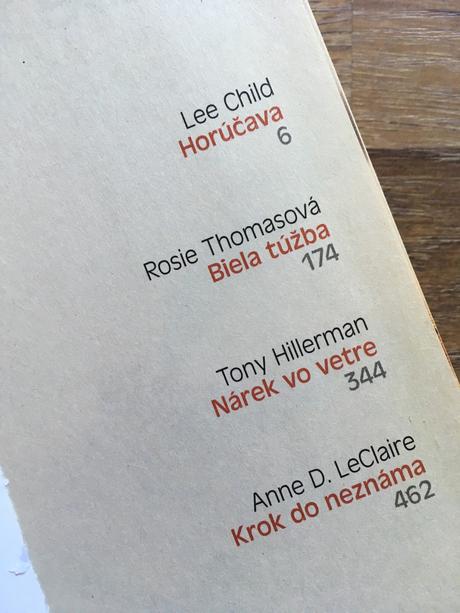 Lee Child
Horúčava
6
Rosie Thomasová
Biela túžba
174
Tony Hillerman
Nárek vo vetre
344
Anne D. LeClaire
Krok do neznáma
462